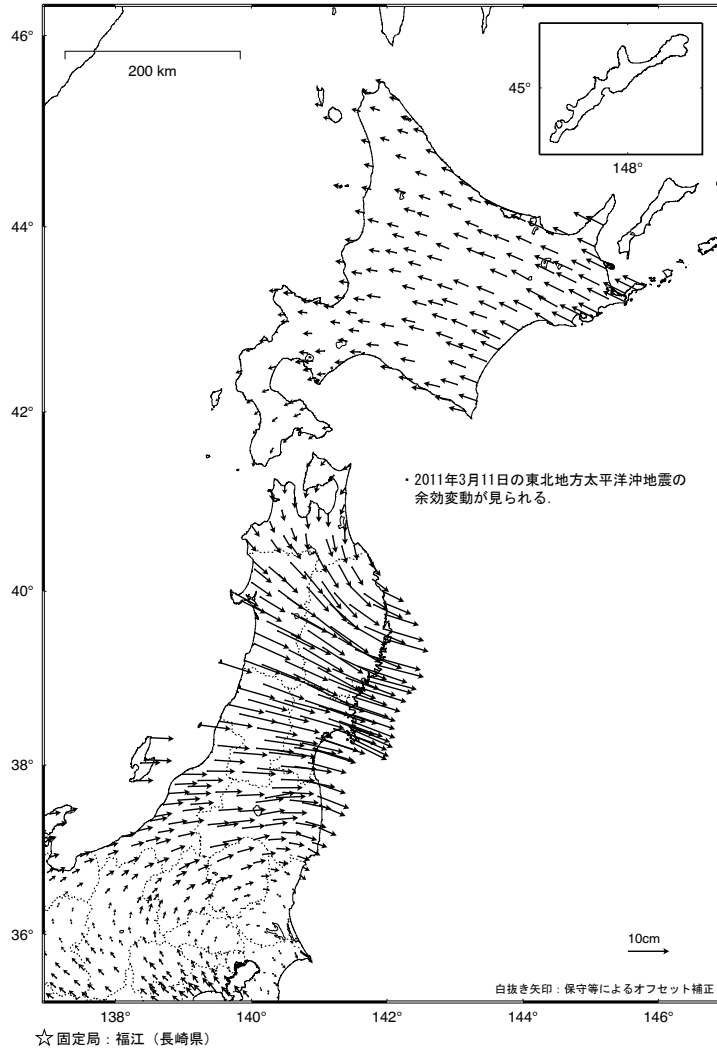 46°
200 km
45°
148°
44°
42°
・2011年3月11日の東北地方太平洋沖地震の
余効変動が見られる.
40°
38°
36°
10cm
白抜き矢印：保守等によるオフセット補正
138°
140°
142°
144°
146°
☆ 固定局：福江（長崎県）